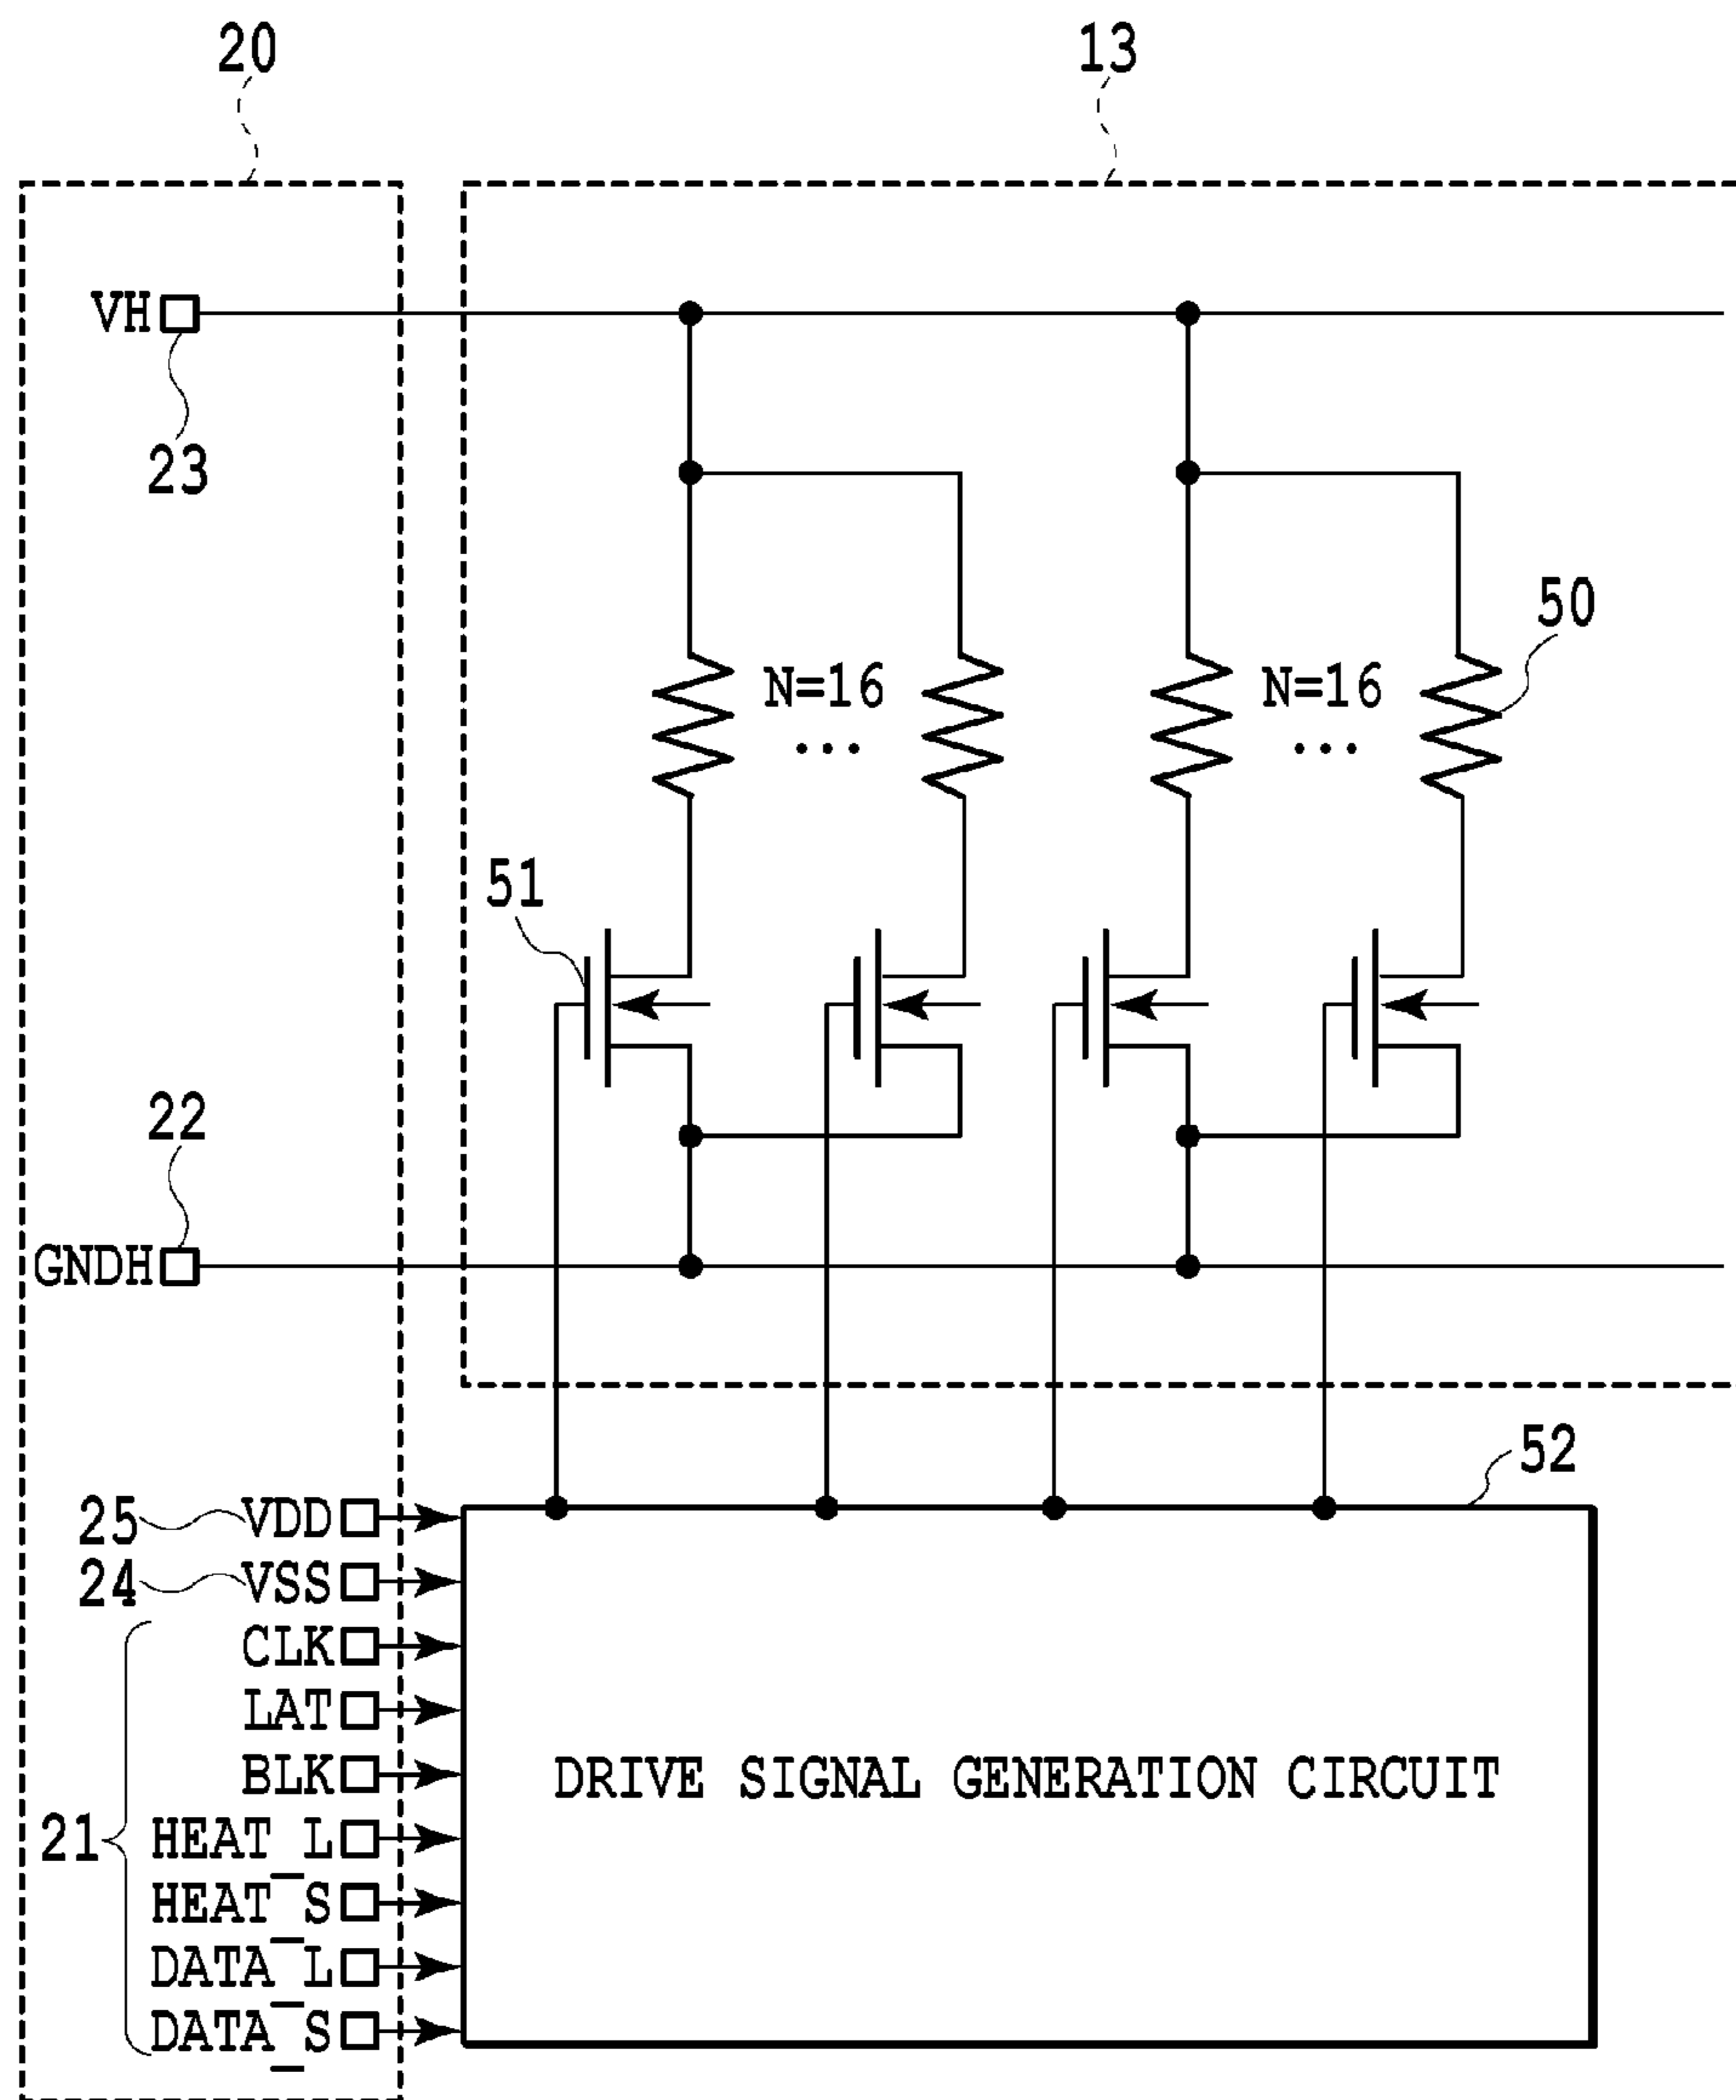 20
13
VH
23
50
N=16
...
N=16
...
51
22
GNDH
52
25
VDD
24
VSS
21
CLK
LAT
BLK
HEAT_L
HEAT_S
DATA_L
DATA_S
DRIVE SIGNAL GENERATION CIRCUIT